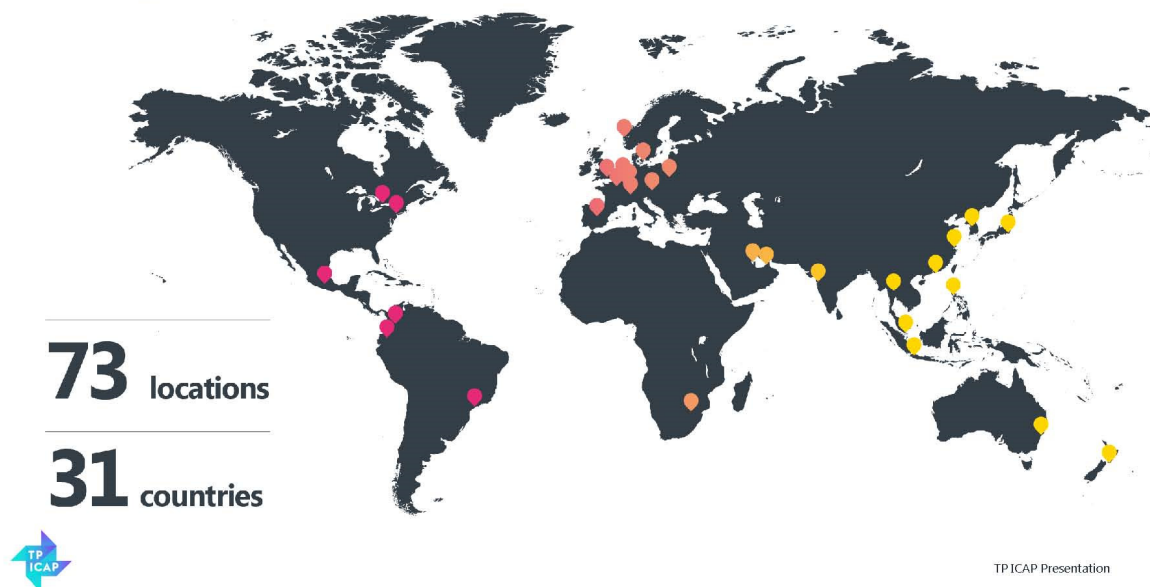 73 locations
31 countries
TP
ICAP
TP ICAP Presentation